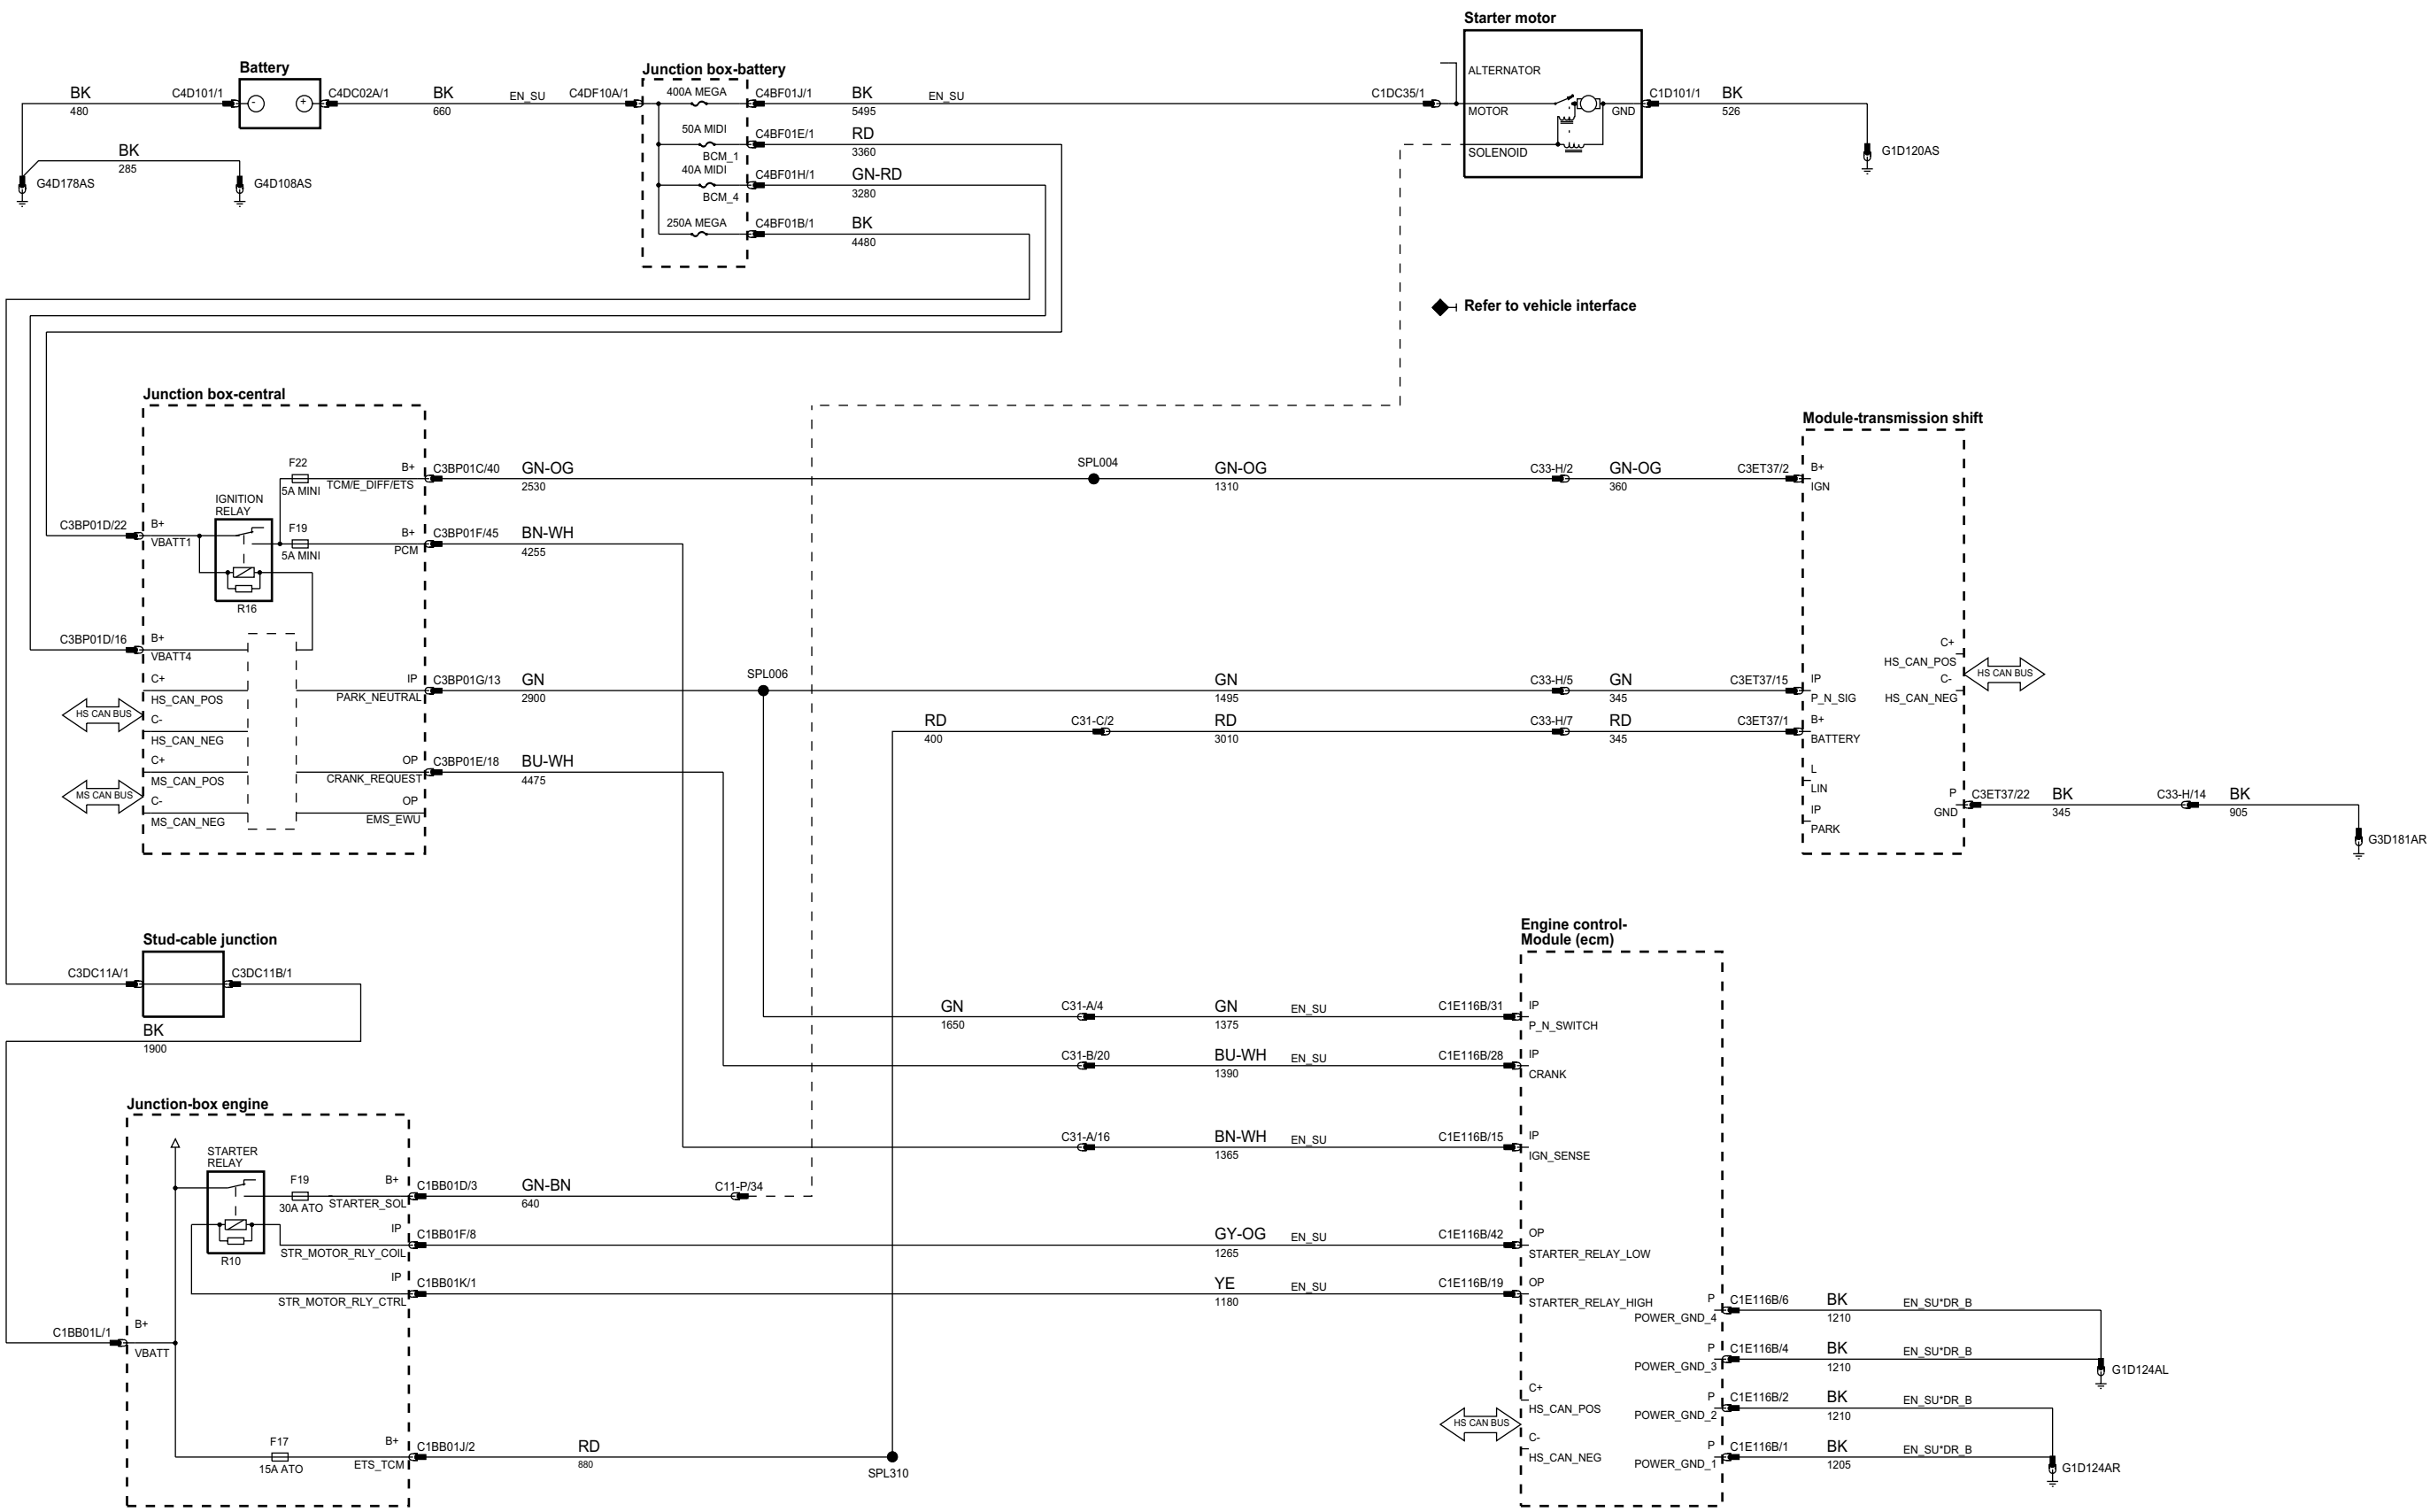 Starter motor
Battery
Junction box-battery
BK
480
C4D101/1
-
+
C4DC02A/1
BK
660
EN_SU
C4DF10A/1
400A MEGA
C4BF01J/1
BK
5495
EN_SU
C1DC35/1
ALTERNATOR
MOTOR
SOLENOID
GND
C1D101/1
BK
526
G1D120AS
BK
285
G4D178AS
G4D108AS
50A MIDI
BCM_1
C4BF01E/1
RD
3360
40A MIDI
BCM_4
C4BF01H/1
GN-RD
3280
250A MEGA
C4BF01B/1
BK
4480
Refer to vehicle interface
Junction box-central
F22
5A MINI
B+
TCM/E_DIFF/ETS
C3BP01C/40
GN-OG
2530
SPL004
GN-OG
1310
C33-H/2
GN-OG
360
C3ET37/2
IGNITION
RELAY
R16
C3BP01D/22
B+
VBATT1
F19
5A MINI
B+
PCM
C3BP01F/45
BN-WH
4255
C3BP01D/16
B+
VBATT4
C+
HS_CAN_POS
HS CAN BUS
C-
HS_CAN_NEG
C+
MS_CAN_POS
MS CAN BUS
C-
MS_CAN_NEG
IP
PARK_NEUTRAL
C3BP01G/13
GN
2900
SPL006
GN
1495
C33-H/5
GN
345
C3ET37/15
RD
400
C31-C/2
RD
3010
C33-H/7
RD
345
C3ET37/1
OP
CRANK_REQUEST
C3BP01E/18
BU-WH
4475
OP
EMS_EWU
Module-transmission shift
B+
IGN
C+
HS_CAN_POS
C-
HS_CAN_NEG
HS CAN BUS
IP
P_N_SIG
B+
BATTERY
L
LIN
IP
PARK
P
GND
C3ET37/22
BK
345
C33-H/14
BK
905
G3D181AR
Stud-cable junction
C3DC11A/1
C3DC11B/1
BK
1900
Engine control-
Module (ecm)
GN
1650
C31-A/4
GN
1375
EN_SU
C1E116B/31
IP
P_N_SWITCH
C31-B/20
BU-WH
1390
EN_SU
C1E116B/28
IP
CRANK
C31-A/16
BN-WH
1365
EN_SU
C1E116B/15
IP
IGN_SENSE
Junction-box engine
STARTER
RELAY
R10
F19
30A ATO
B+
STARTER_SOL
C1BB01D/3
GN-BN
640
C11-P/34
IP
STR_MOTOR_RLY_COIL
C1BB01F/8
GY-OG
1265
EN_SU
C1E116B/42
OP
STARTER_RELAY_LOW
IP
STR_MOTOR_RLY_CTRL
C1BB01K/1
YE
1180
EN_SU
C1E116B/19
OP
STARTER_RELAY_HIGH
C1BB01L/1
B+
VBATT
F17
15A ATO
B+
ETS_TCM
C1BB01J/2
RD
880
SPL310
P
POWER_GND_4
C1E116B/6
BK
1210
EN_SU*DR_B
P
POWER_GND_3
C1E116B/4
BK
1210
EN_SU*DR_B
G1D124AL
C+
HS_CAN_POS
HS CAN BUS
C-
HS_CAN_NEG
P
POWER_GND_2
C1E116B/2
BK
1210
EN_SU*DR_B
P
POWER_GND_1
C1E116B/1
BK
1205
EN_SU*DR_B
G1D124AR